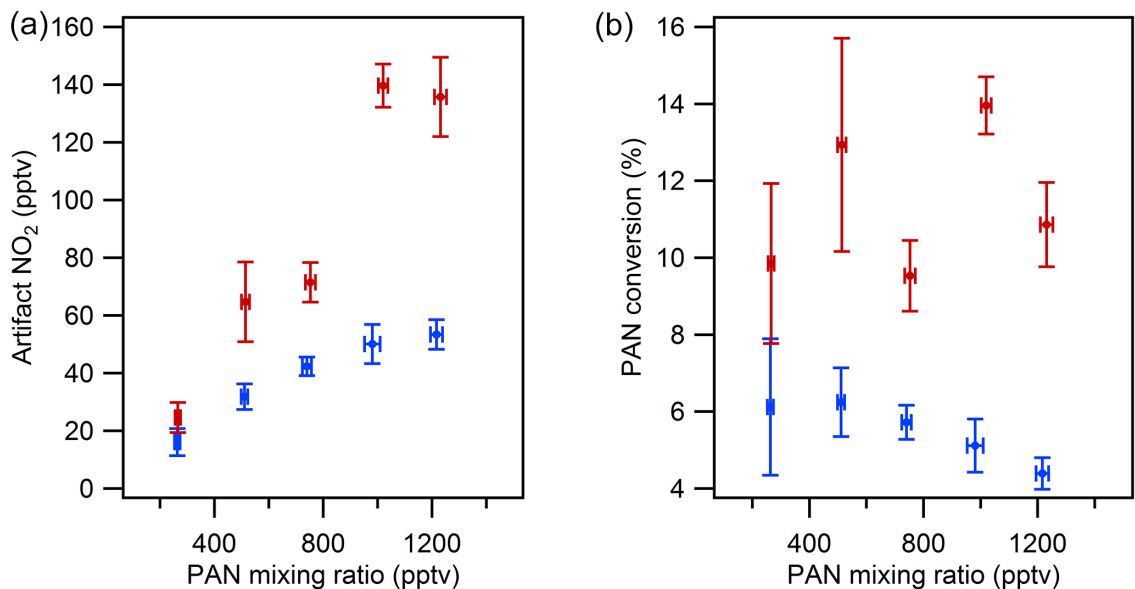 (a)
160
140
120
100
80
60
40
20
0
Artifact NO₂ (pptv)
400 800 1200
PAN mixing ratio (pptv)
(b)
16
14
12
10
8
6
4
PAN conversion (%)
400 800 1200
PAN mixing ratio (pptv)